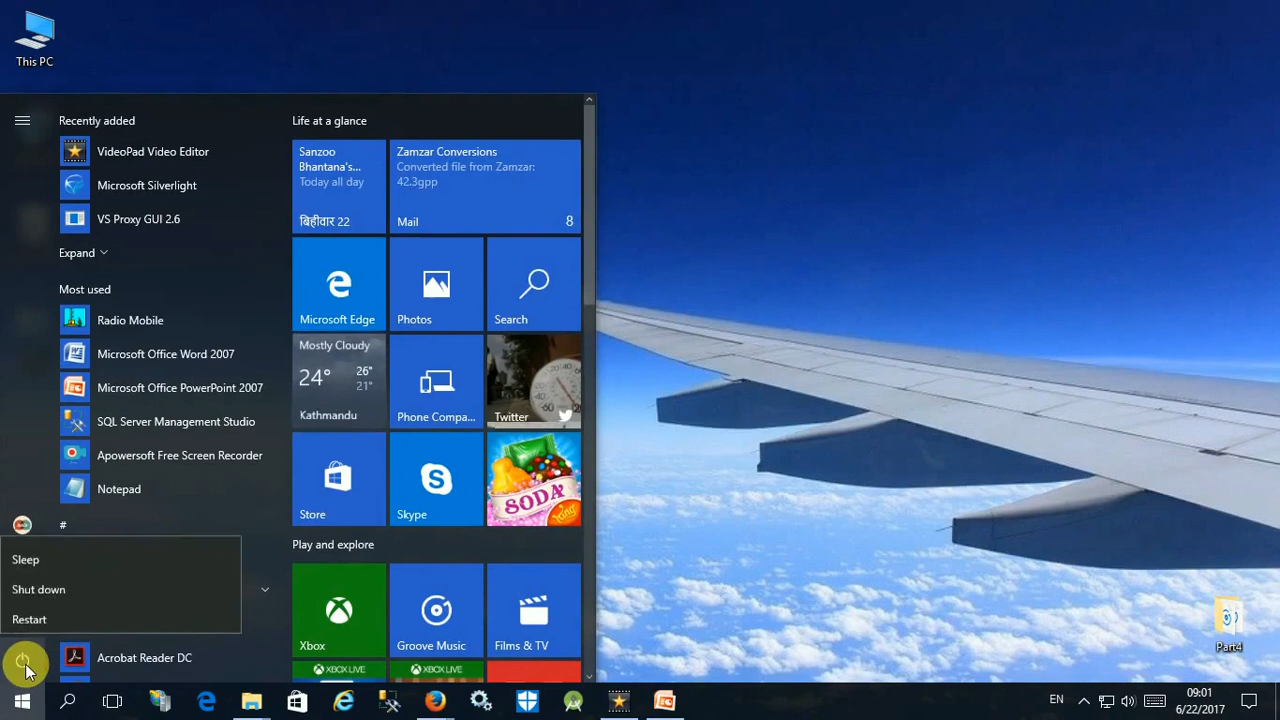 This PC
Recently added
VideoPad Video Editor
Microsoft Silverlight
VS Proxy GUI 2.6
Expand
Most used
Radio Mobile
Microsoft Office Word 2007
Microsoft Office PowerPoint 2007
SQL Server Management Studio
Apowersoft Free Screen Recorder
Notepad
#
Sleep
Shut down
Restart
Acrobat Reader DC
Life at a glance
Sanzoo
Bhantana's...
Today all day
बिहीवार 22
Zamzar Conversions
Converted file from Zamzar:
42.3gpp
Mail 8
Microsoft Edge
Photos
Search
Mostly Cloudy
24° 26°
21°
Kathmandu
Phone Compa...
Twitter
Store
Skype
SODA
King
Play and explore
Xbox
Groove Music
Films & TV
XBOX LIVE
XBOX LIVE
Part4
EN
09:01
6/22/2017